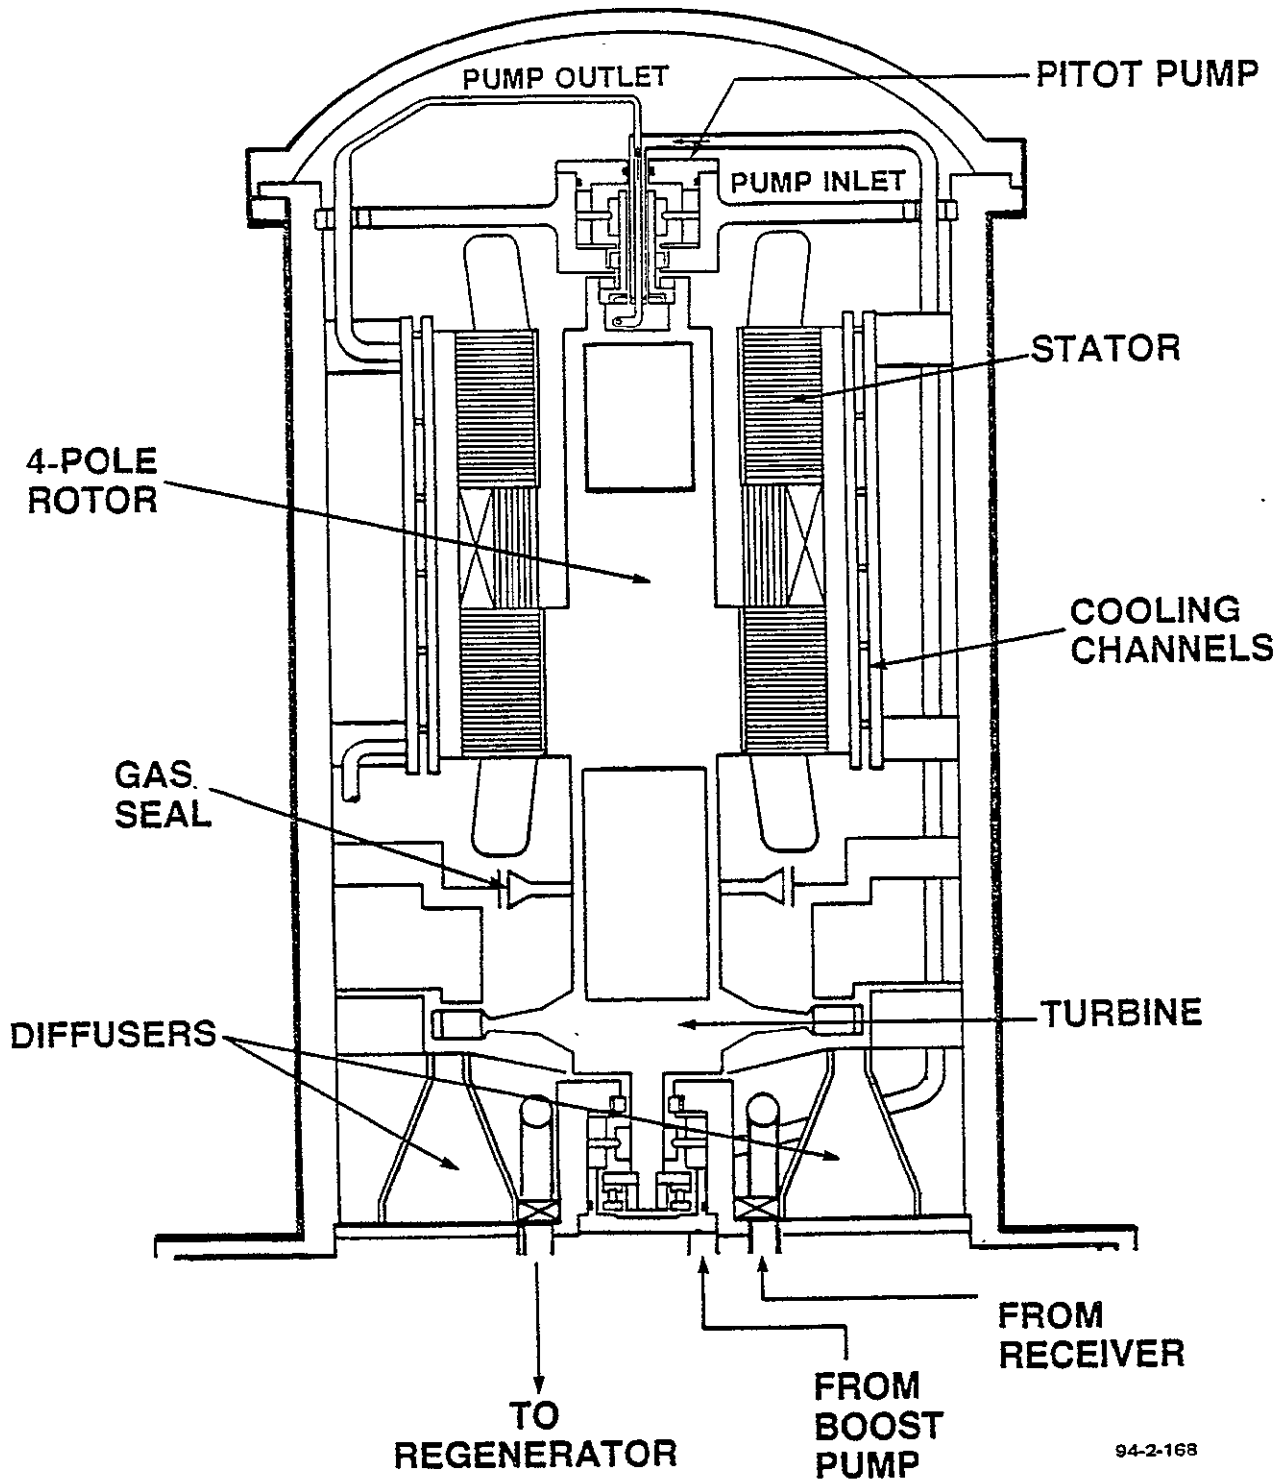 PUMP OUTLET
PITOT PUMP
PUMP INLET
STATOR
4-POLE
ROTOR
COOLING
CHANNELS
GAS
SEAL
TURBINE
DIFFUSERS
FROM
RECEIVER
FROM
BOOST
PUMP
TO
REGENERATOR
94-2-168